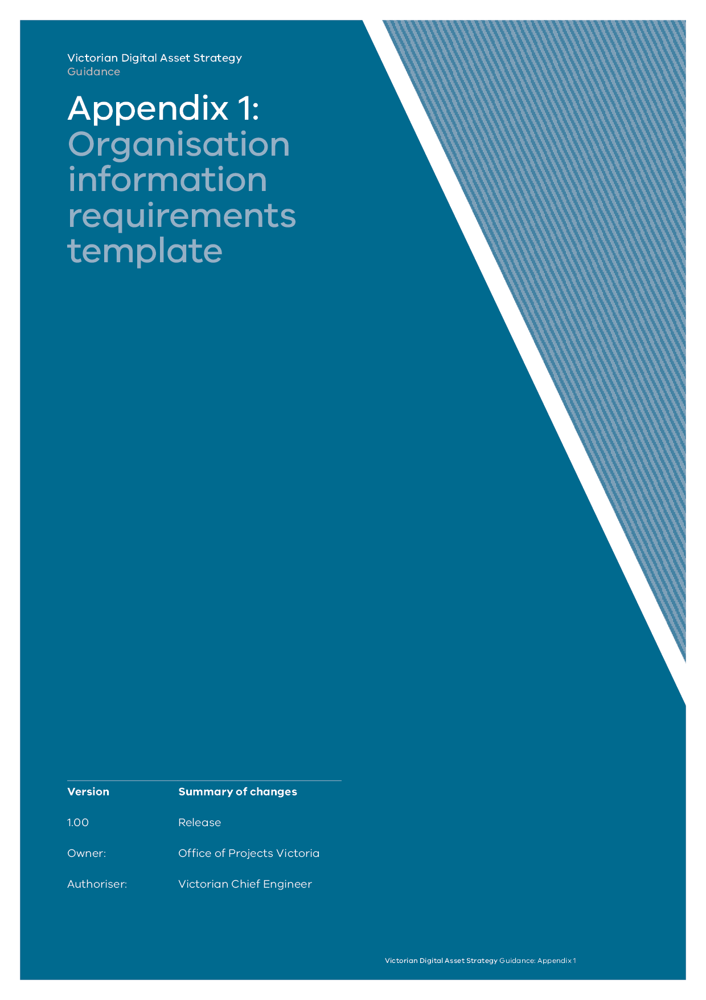 Victorian Digital Asset Strategy
Guidance
Appendix 1:
Organisation
information
requirements
template
Version Summary of changes
1.00 Release
Owner: Office of Projects Victoria
Authoriser: Victorian Chief Engineer
Victorian Digital Asset Strategy Guidance: Appendix 1